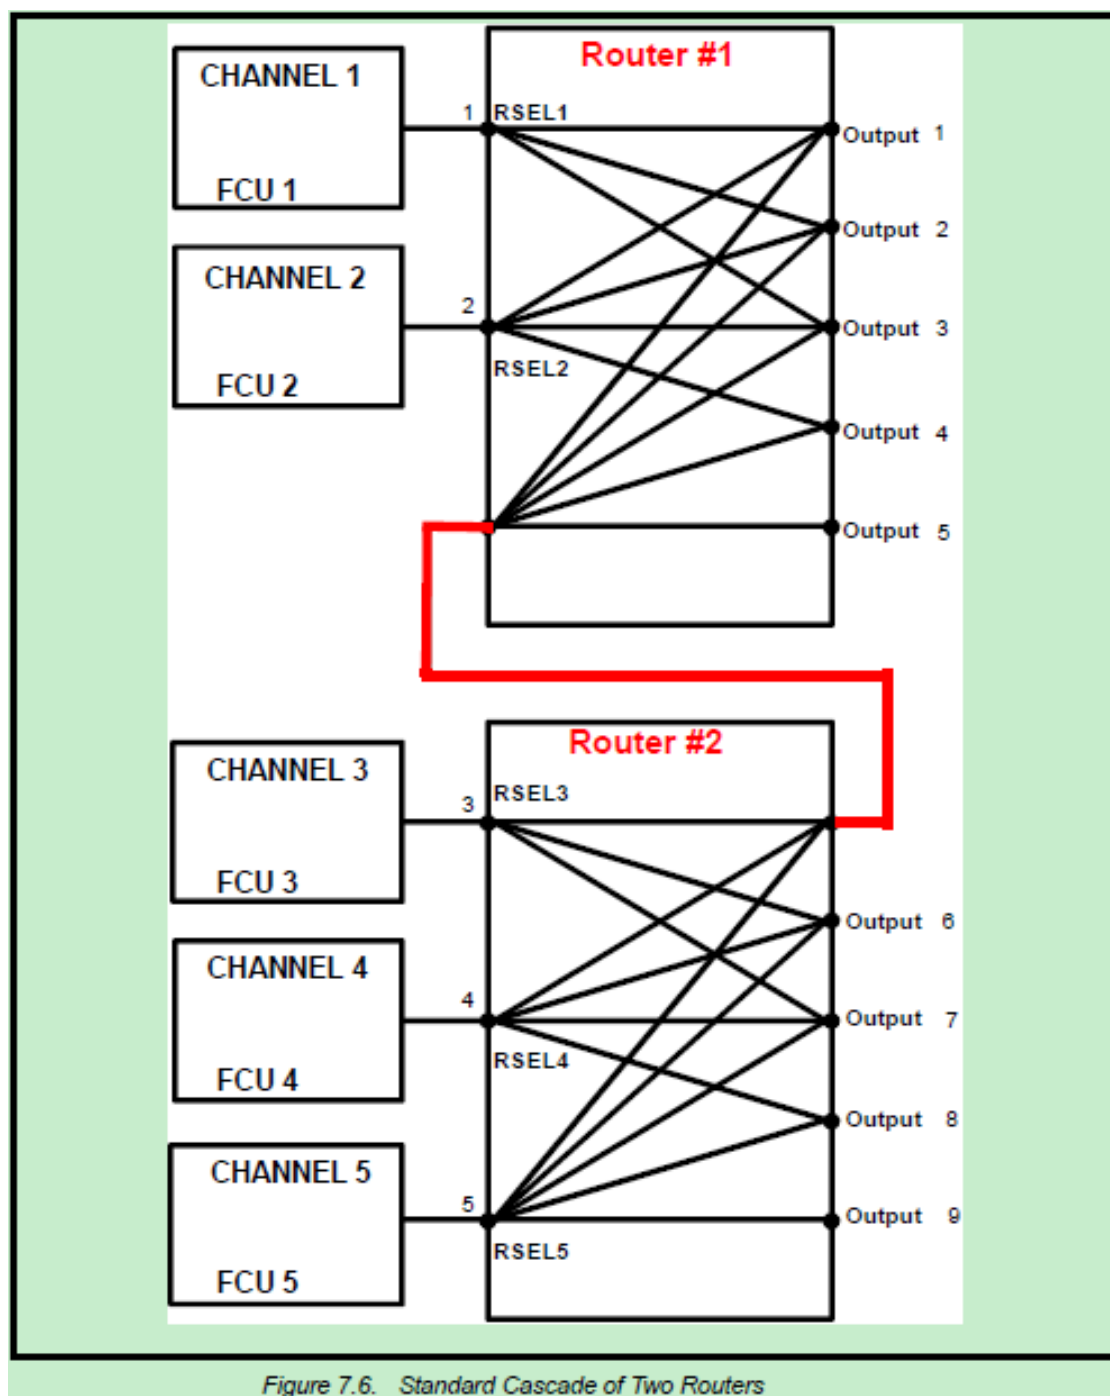 Router #1
CHANNEL 1
FCU 1
1
RSEL1
Output 1
Output 2
CHANNEL 2
FCU 2
2
RSEL2
Output 3
Output 4
Output 5
Router #2
CHANNEL 3
FCU 3
3
RSEL3
Output 6
CHANNEL 4
FCU 4
4
RSEL4
Output 7
Output 8
CHANNEL 5
FCU 5
5
RSEL5
Output 9
Figure 7.6. Standard Cascade of Two Routers